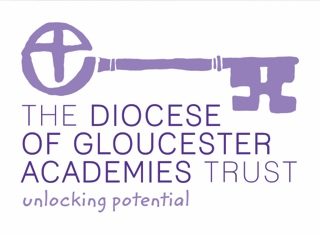 THE DIOCESE
OF GLOUCESTER
ACADEMIES TRUST
unlocking potential